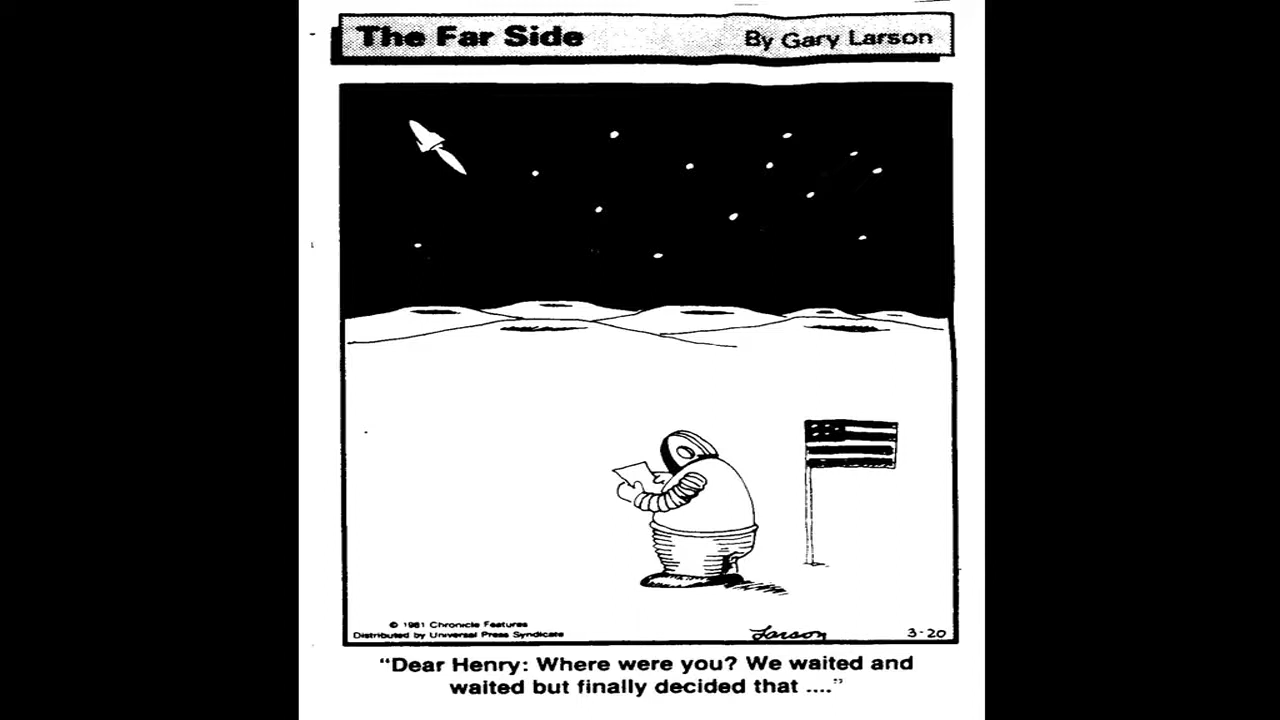 The Far Side
By Gary Larson
© 1981 Chronicle Features
Distributed by Universal Press Syndicate
Larson
3-20
“Dear Henry: Where were you? We waited and
waited but finally decided that ....”